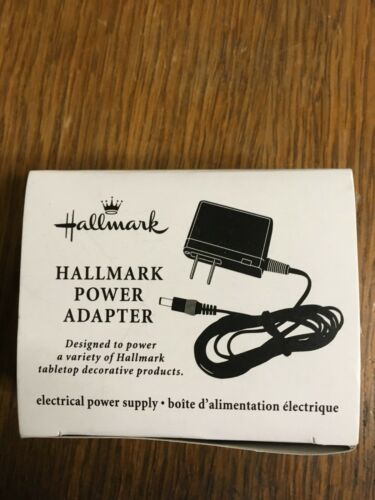 Hallmark
HALLMARK
POWER
ADAPTER
Designed to power
a variety of Hallmark
tabletop decorative products.
electrical power supply • boîte d'alimentation électrique